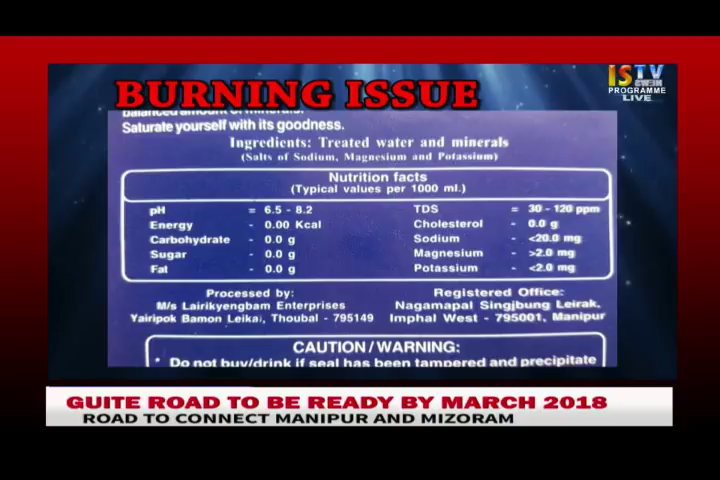 BURNING ISSUE
ISTV
NEWS
PROGRAMME
LIVE
balanced amount of minerals.
Saturate yourself with its goodness.
Ingredients: Treated water and minerals
(Salts of Sodium, Magnesium and Potassium)
Nutrition facts
(Typical values per 1000 ml.)
pH = 6.5 - 8.2 TDS = 30 - 120 ppm
Energy - 0.00 Kcal Cholesterol - 0.0 g
Carbohydrate - 0.0 g Sodium - <20.0 mg
Sugar - 0.0 g Magnesium - >2.0 mg
Fat - 0.0 g Potassium - <2.0 mg
Processed by:
M/s Lairikyengbam Enterprises
Yairipok Bamon Leikai, Thoubal - 795149
Registered Office:
Nagamapal Singjbung Leirak,
Imphal West - 795001, Manipur
CAUTION/WARNING:
* Do not buy/drink if seal has been tampered and precipitate
GUITE ROAD TO BE READY BY MARCH 2018
ROAD TO CONNECT MANIPUR AND MIZORAM